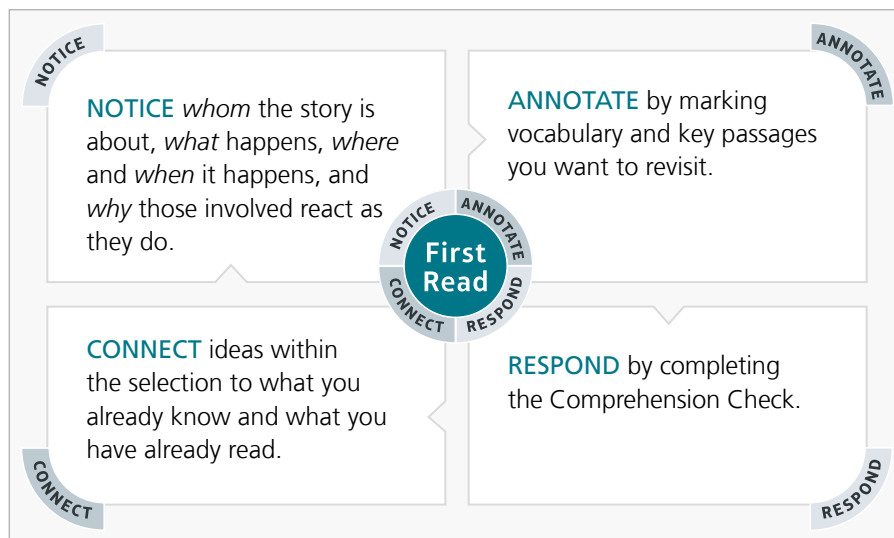 NOTICE
NOTICE whom the story is
about, what happens, where
and when it happens, and
why those involved react as
they do.
ANNOTATE
ANNOTATE by marking
vocabulary and key passages
you want to revisit.
NOTICE
ANNOTATE
First
Read
CONNECT
RESPOND
CONNECT ideas within
the selection to what you
already know and what you
have already read.
CONNECT
RESPOND by completing
the Comprehension Check.
RESPOND